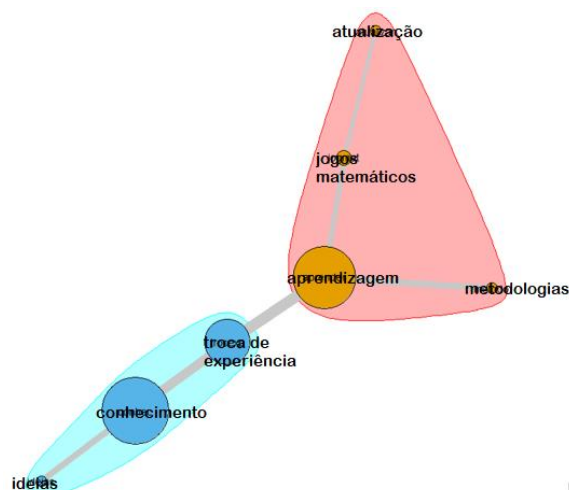 atualização
jogos
matemáticos
aprendizagem
metodologias
troca de
experiência
conhecimento
ideias